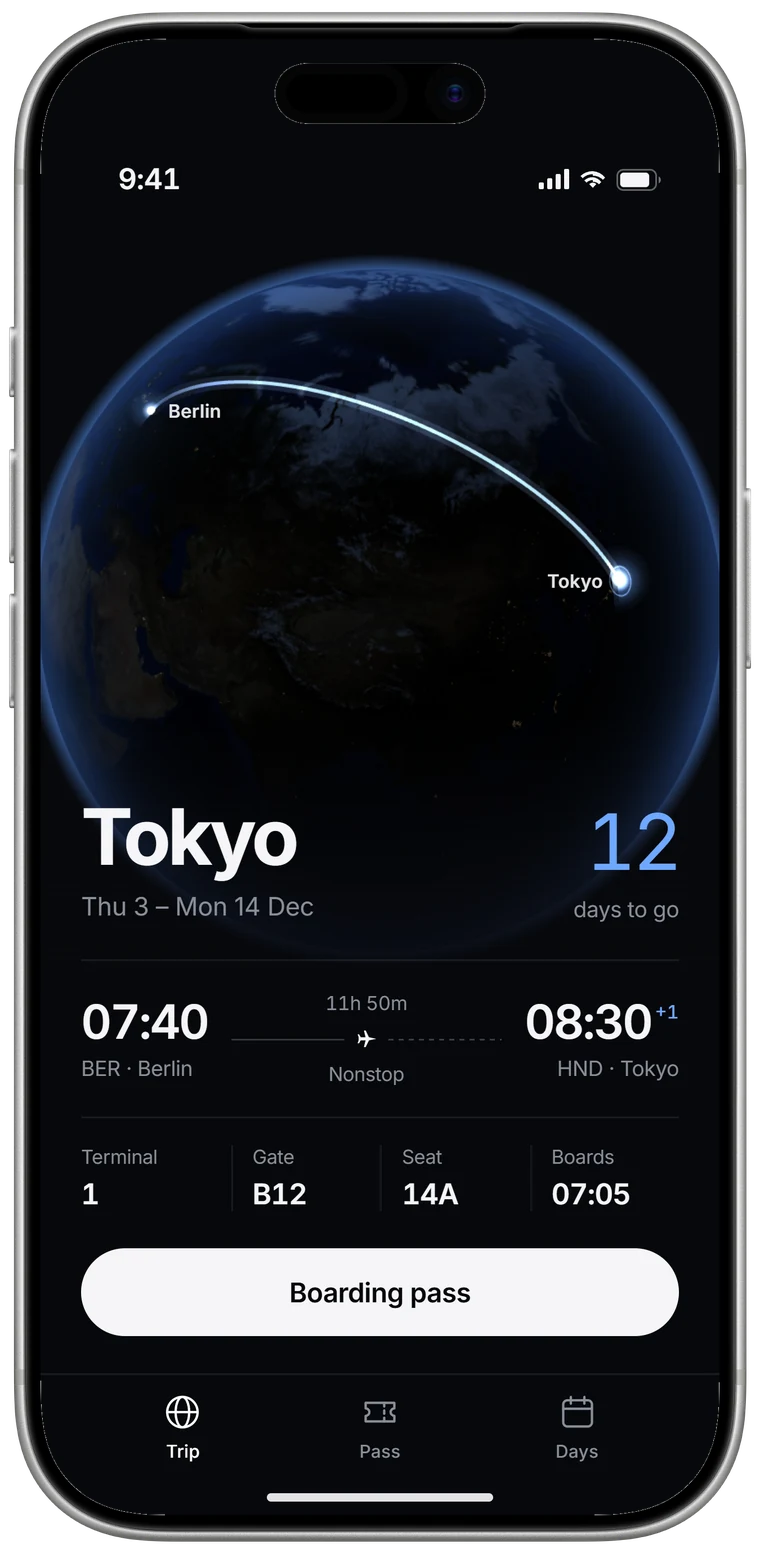 9:41
Berlin
Tokyo
Tokyo
12
Thu 3 – Mon 14 Dec
days to go
11h 50m
07:40
08:30 +1
BER · Berlin
Nonstop
HND · Tokyo
Terminal
Gate
Seat
Boards
1
B12
14A
07:05
Boarding pass
Trip
Pass
Days